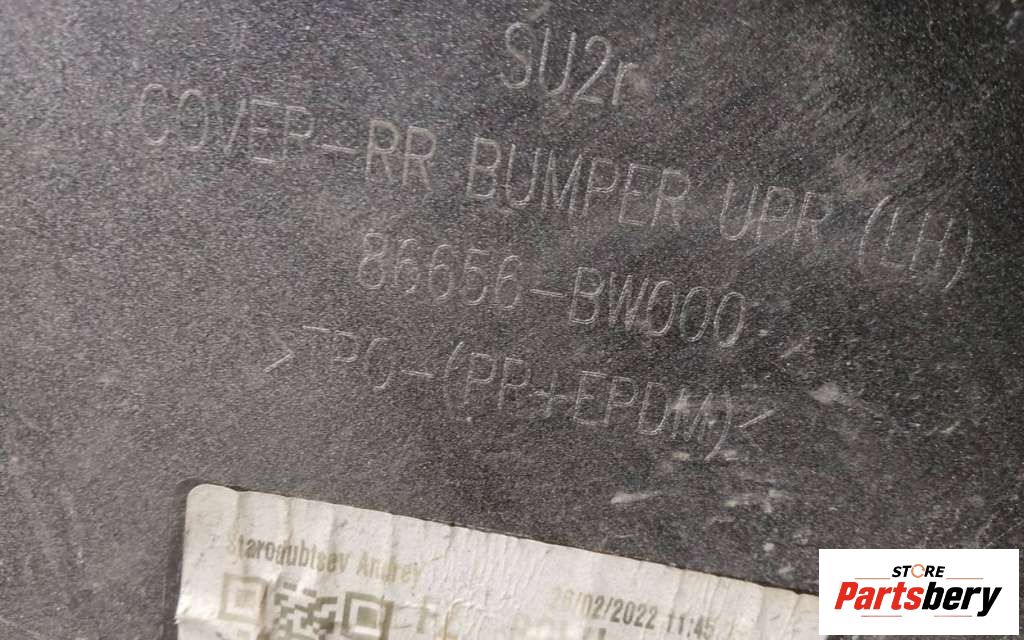 SU2r
COVER-RR BUMPER UPR (LH)
86656-BW000
>TPO-(PP+EPDM)<
Starodubtsev Andrey
26/02/2022 11:45
STORE
Partsbery